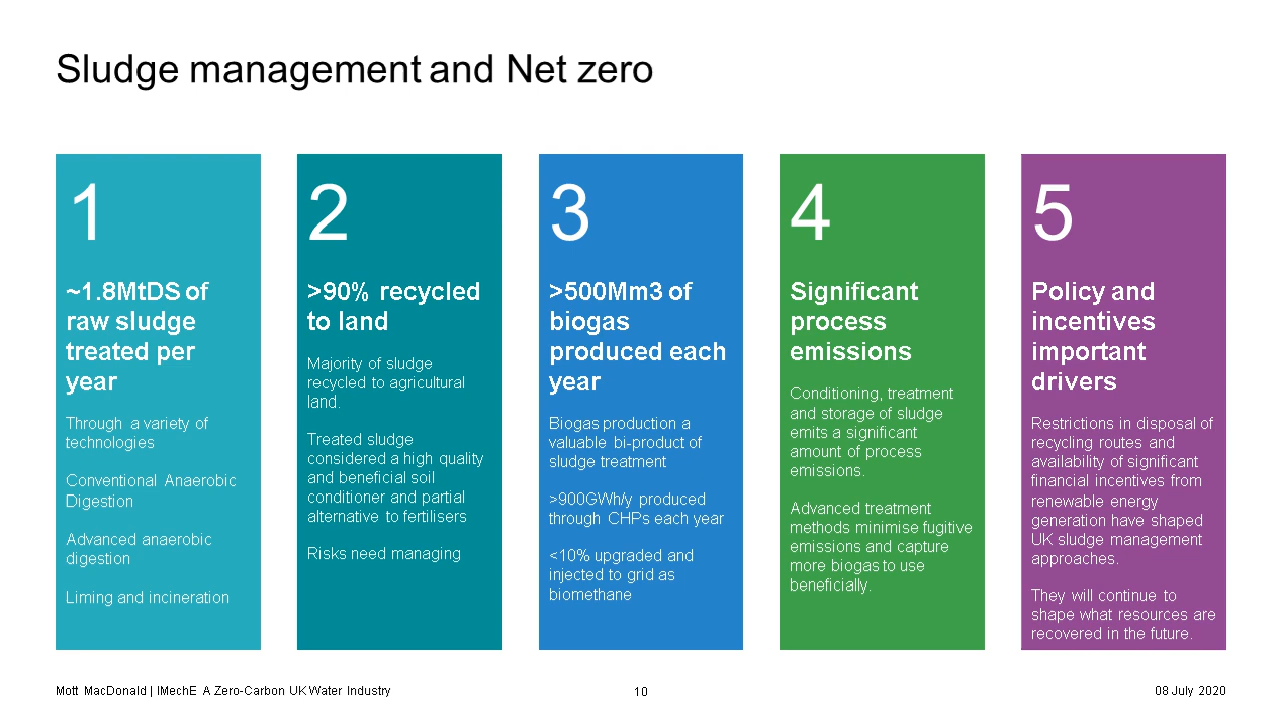 Sludge management and Net zero
1
~1.8MtDS of
raw sludge
treated per
year
Through a variety of
technologies
Conventional Anaerobic
Digestion
Advanced anaerobic
digestion
Liming and incineration
2
>90% recycled
to land
Majority of sludge
recycled to agricultural
land.
Treated sludge
considered a high quality
and beneficial soil
conditioner and partial
alternative to fertilisers
Risks need managing
3
>500Mm3 of
biogas
produced each
year
Biogas production a
valuable bi-product of
sludge treatment
>900GWh/y produced
through CHPs each year
<10% upgraded and
injected to grid as
biomethane
4
Significant
process
emissions
Conditioning, treatment
and storage of sludge
emits a significant
amount of process
emissions.
Advanced treatment
methods minimise fugitive
emissions and capture
more biogas to use
beneficially.
5
Policy and
incentives
important
drivers
Restrictions in disposal of
recycling routes and
availability of significant
financial incentives from
renewable energy
generation have shaped
UK sludge management
approaches.
They will continue to
shape what resources are
recovered in the future.
Mott MacDonald | IMechE A Zero-Carbon UK Water Industry
10
08 July 2020